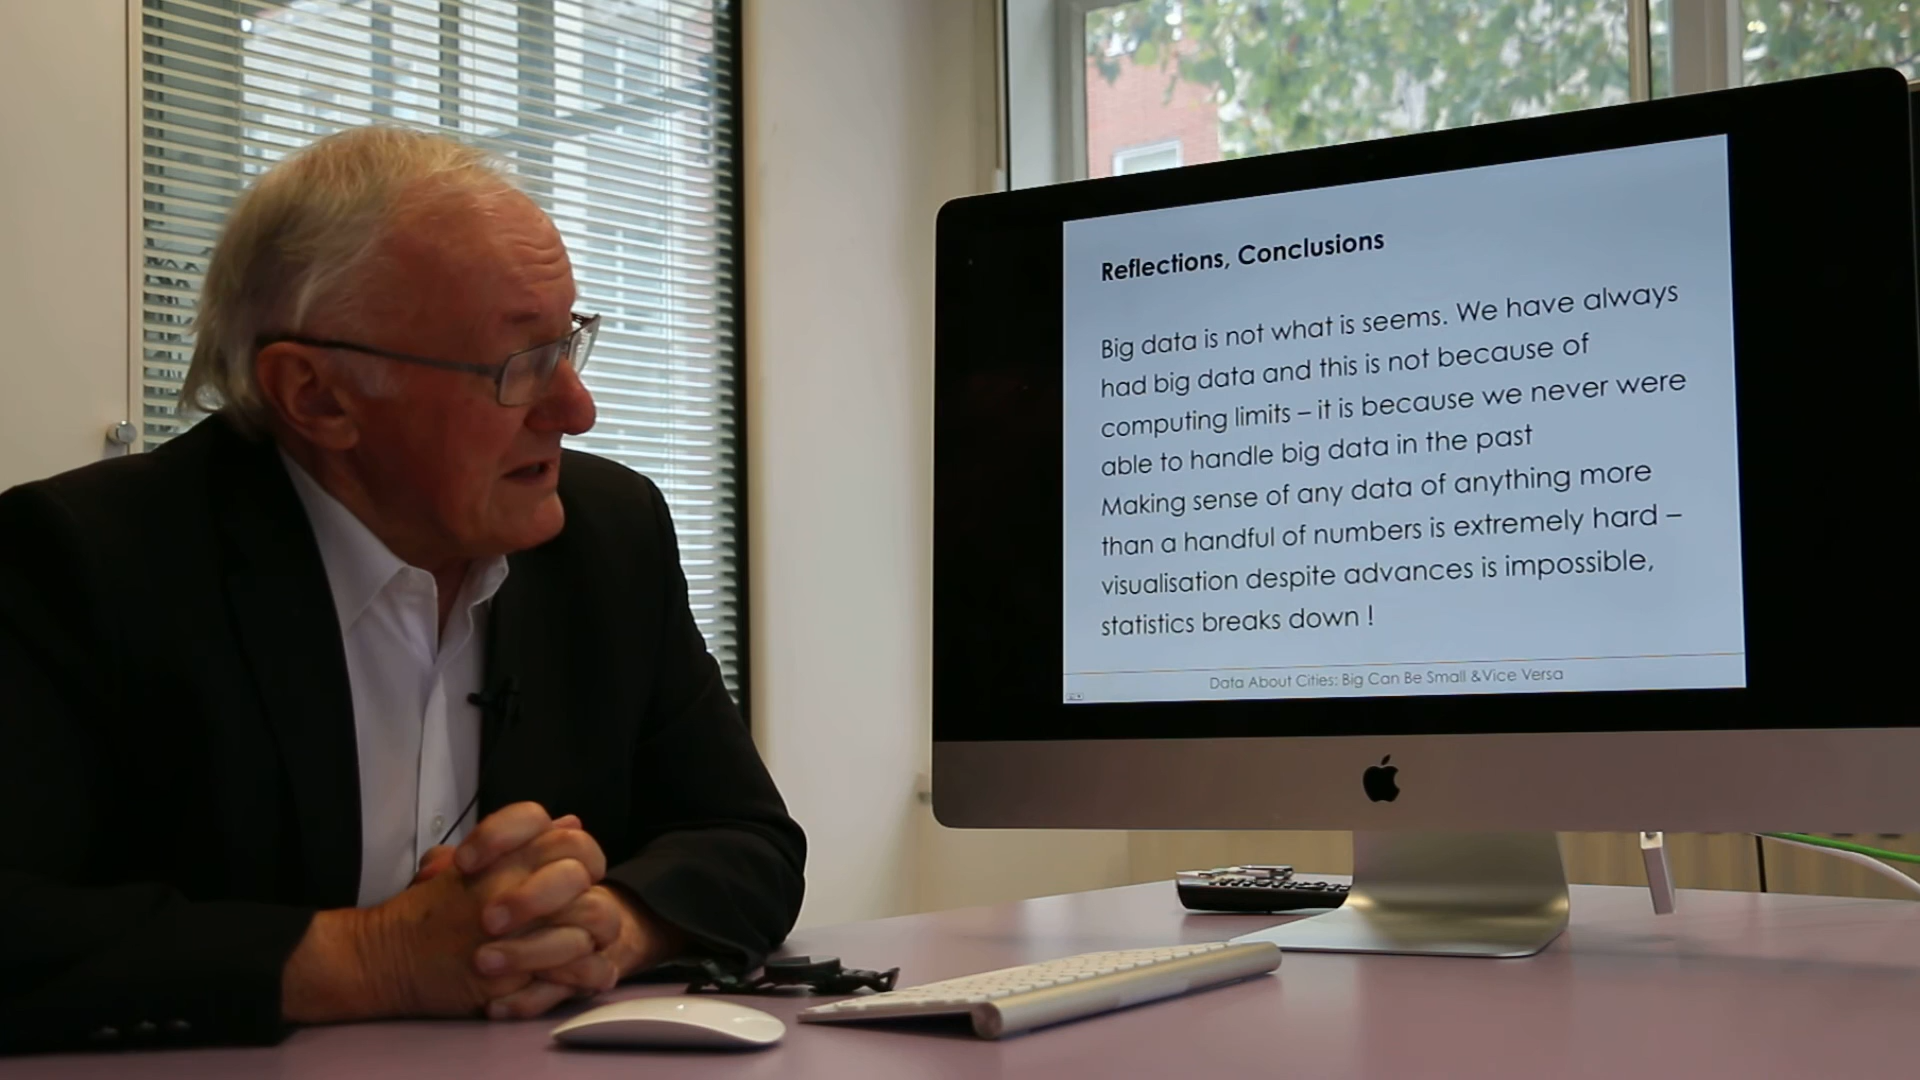 Reflections, Conclusions
Big data is not what is seems. We have always
had big data and this is not because of
computing limits – it is because we never were
able to handle big data in the past
Making sense of any data of anything more
than a handful of numbers is extremely hard –
visualisation despite advances is impossible,
statistics breaks down !
Data About Cities: Big Can Be Small &Vice Versa